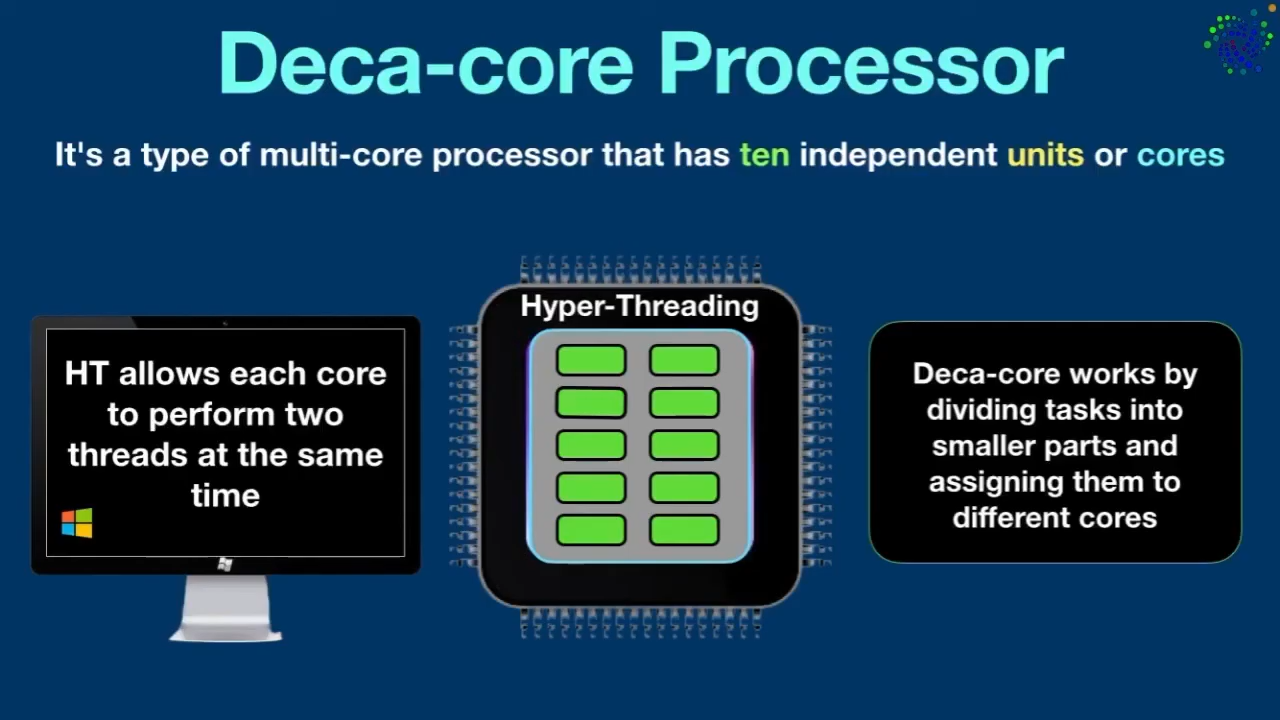 Deca-core Processor
It's a type of multi-core processor that has ten independent units or cores
HT allows each core
to perform two
threads at the same
time
Hyper-Threading
Deca-core works by
dividing tasks into
smaller parts and
assigning them to
different cores